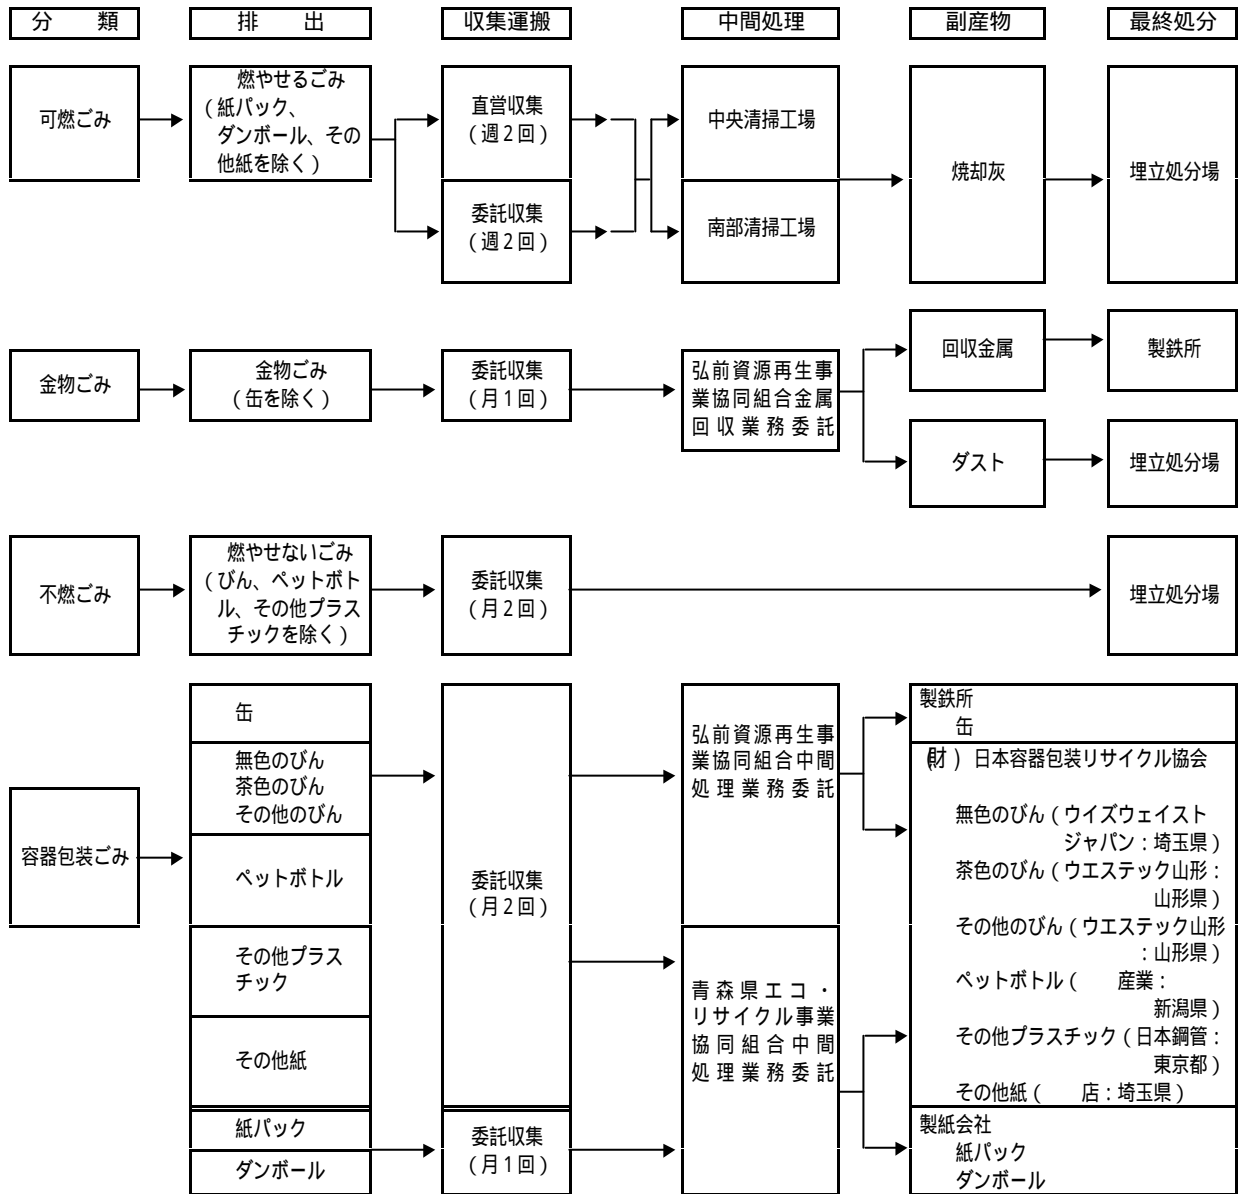 分　類
排　出
収集運搬
中間処理
副産物
最終処分
可燃ごみ
燃やせるごみ
（紙パック、
ダンボール、その
他紙を除く）
直営収集
（週２回）
委託収集
（週２回）
中央清掃工場
南部清掃工場
焼却灰
埋立処分場
金物ごみ
金物ごみ
（缶を除く）
委託収集
（月１回）
弘前資源再生事
業協同組合金属
回収業務委託
回収金属
製鉄所
ダスト
埋立処分場
不燃ごみ
燃やせないごみ
（びん、ペットボト
ル、その他プラス
チックを除く）
委託収集
（月２回）
埋立処分場
容器包装ごみ
缶
無色のびん
茶色のびん
その他のびん
ペットボトル
その他プラス
チック
その他紙
紙パック
ダンボール
委託収集
（月２回）
委託収集
（月１回）
弘前資源再生事
業協同組合中間
処理業務委託
青森県エコ・
リサイクル事業
協同組合中間
処理業務委託
製鉄所
缶
（財）日本容器包装リサイクル協会
無色のびん（ウイズウェイスト
ジャパン：埼玉県）
茶色のびん（ウエステック山形：
山形県）
その他のびん（ウエステック山形
：山形県）
ペットボトル（　　産業：
新潟県）
その他プラスチック（日本鋼管：
東京都）
その他紙（　　店：埼玉県）
製紙会社
紙パック
ダンボール